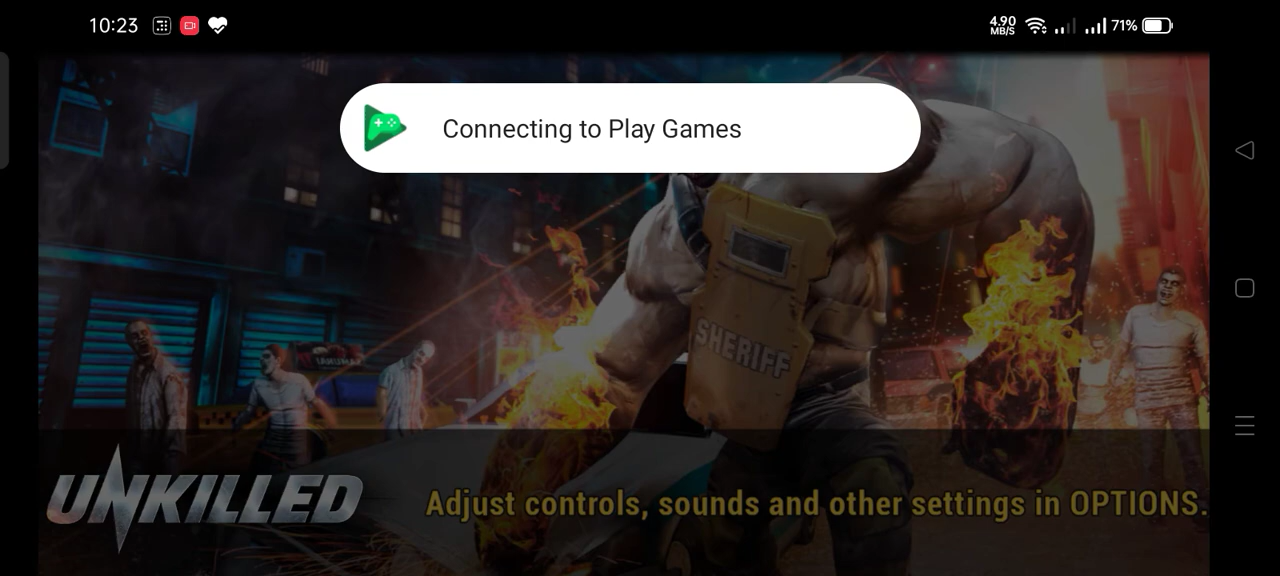 10:23
4.90
MB/S
71%
Connecting to Play Games
SHERIFF
UNKILLED
Adjust controls, sounds and other settings in OPTIONS.